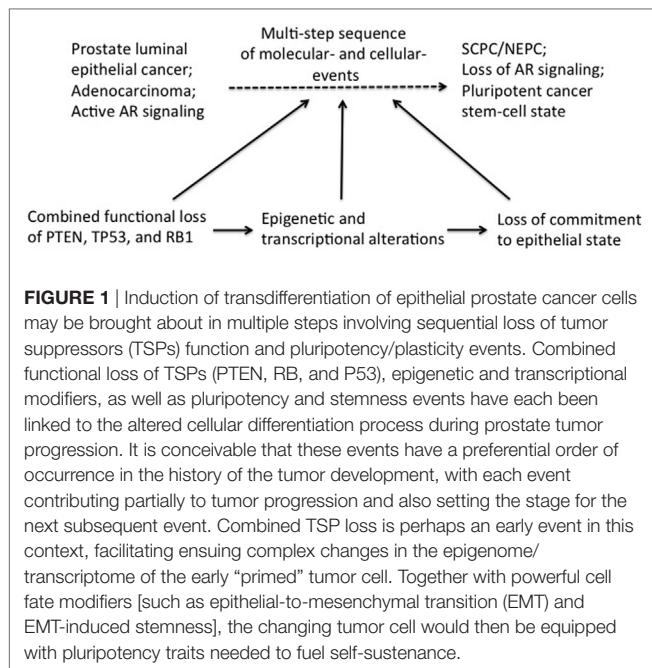 Prostate luminal
epithelial cancer;
Adenocarcinoma;
Active AR signaling
Multi-step sequence
of molecular- and cellular-
events
SCPC/NEPC;
Loss of AR signaling;
Pluripotent cancer
stem-cell state
Combined functional loss
of PTEN, TP53, and RB1
Epigenetic and
transcriptional alterations
Loss of commitment
to epithelial state
FIGURE 1 | Induction of transdifferentiation of epithelial prostate cancer cells
may be brought about in multiple steps involving sequential loss of tumor
suppressors (TSPs) function and pluripotency/plasticity events. Combined
functional loss of TSPs (PTEN, RB, and P53), epigenetic and transcriptional
modifiers, as well as pluripotency and stemness events have each been
linked to the altered cellular differentiation process during prostate tumor
progression. It is conceivable that these events have a preferential order of
occurrence in the history of the tumor development, with each event
contributing partially to tumor progression and also setting the stage for the
next subsequent event. Combined TSP loss is perhaps an early event in this
context, facilitating ensuing complex changes in the epigenome/
transcriptome of the early “primed” tumor cell. Together with powerful cell
fate modifiers [such as epithelial-to-mesenchymal transition (EMT) and
EMT-induced stemness], the changing tumor cell would then be equipped
with pluripotency traits needed to fuel self-sustenance.